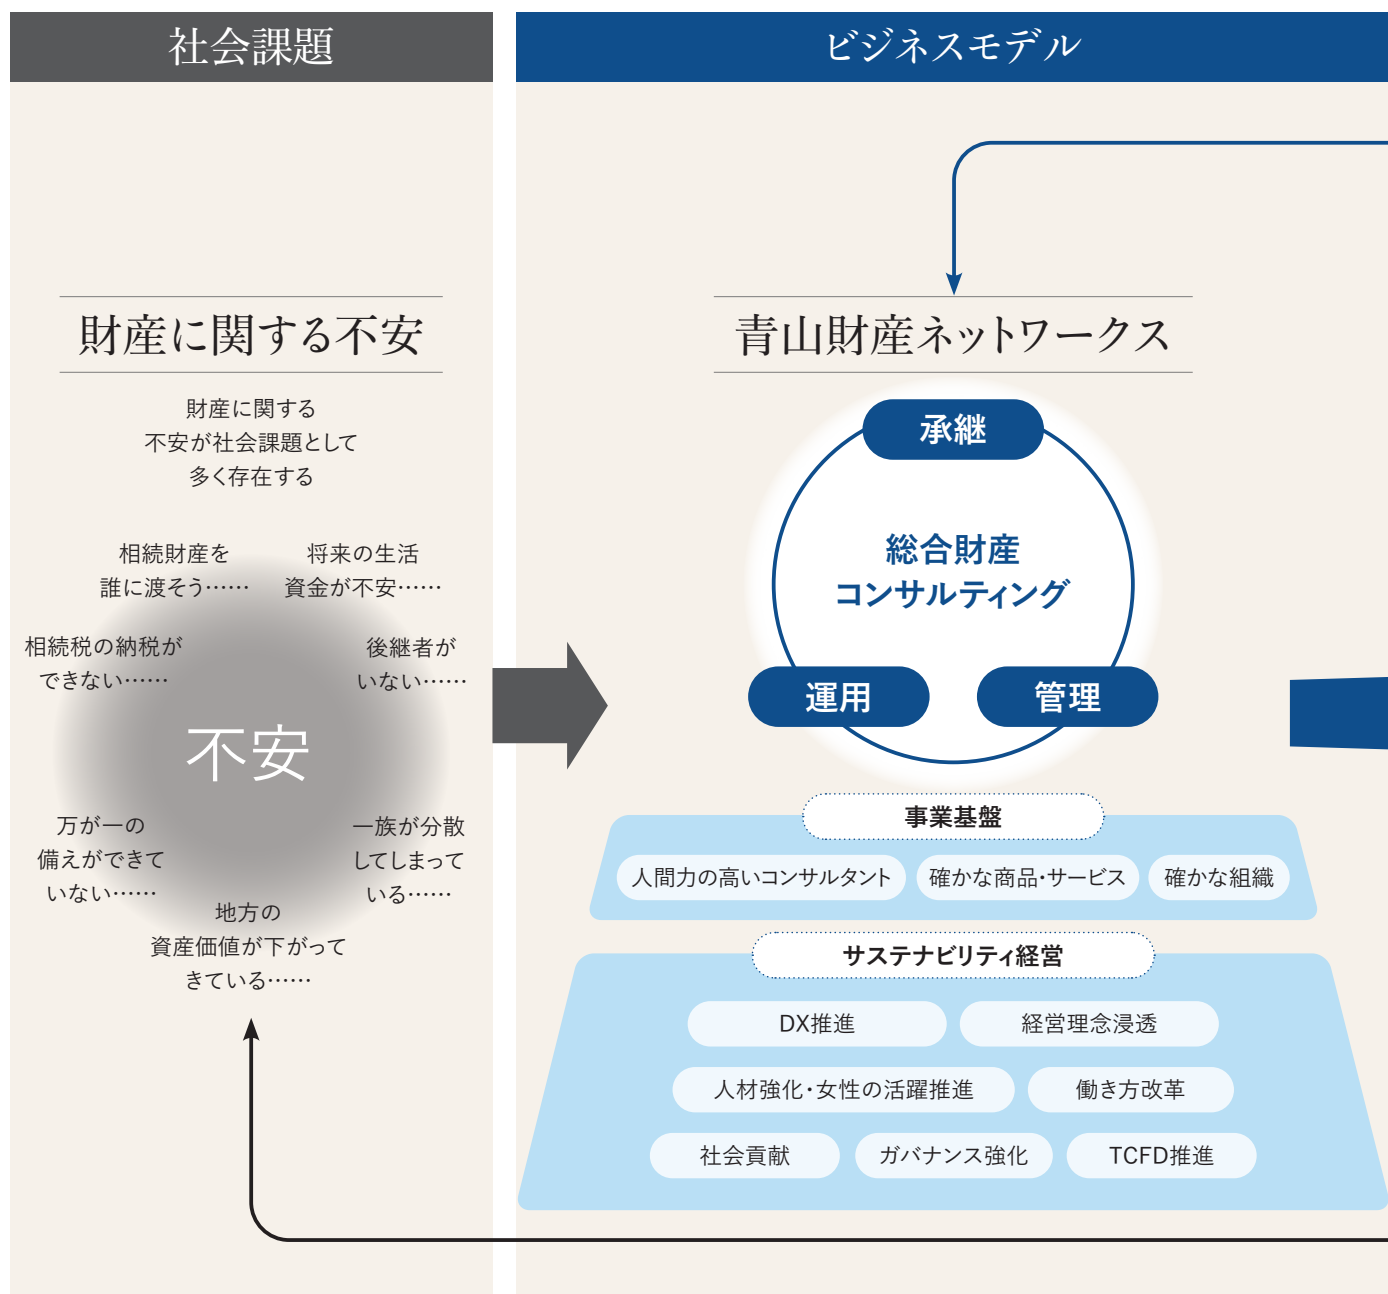 社会課題
財産に関する不安
財産に関する
不安が社会課題として
多く存在する
相続財産を
誰に渡そう……
将来の生活
資金が不安……
相続税の納税が
できない……
後継者が
いない……
不安
万が一の
備えができて
いない……
一族が分散
してしまって
いる……
地方の
資産価値が下がって
きている……
ビジネスモデル
青山財産ネットワークス
承継
総合財産
コンサルティング
運用
管理
事業基盤
人間力の高いコンサルタント
確かな商品・サービス
確かな組織
サステナビリティ経営
DX推進
経営理念浸透
人材強化・女性の活躍推進
働き方改革
社会貢献
ガバナンス強化
TCFD推進